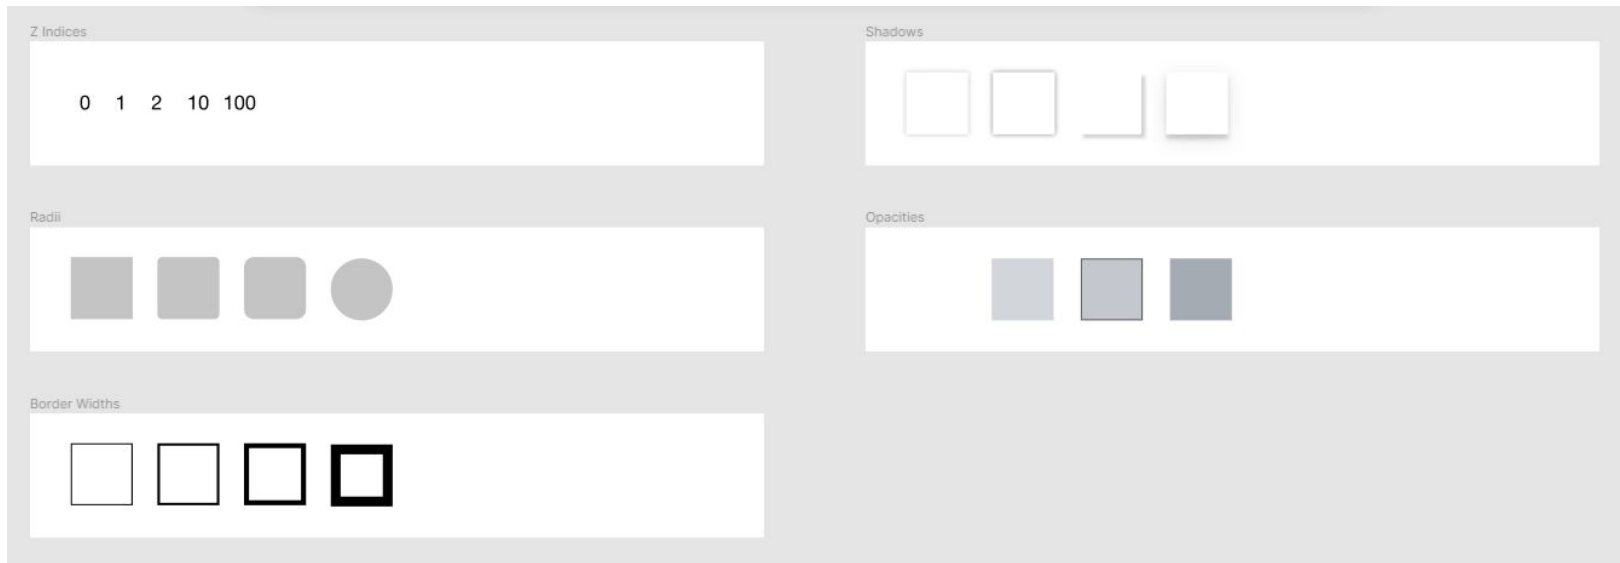 Z Indices
0 1 2 10 100
Shadows
Radii
Opacities
Border Widths